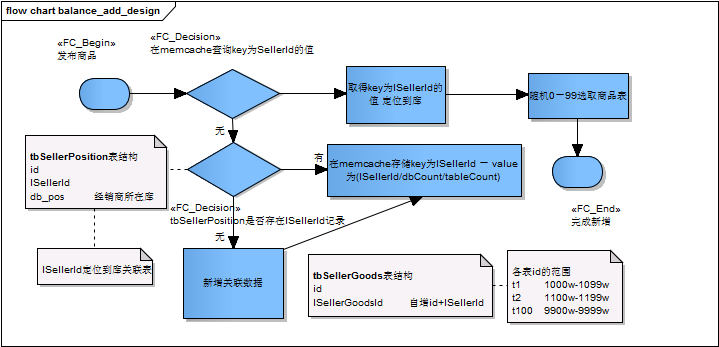 flow chart balance_add_design
«FC_Begin»
发布商品
«FC_Decision»
在memcache查询key为SellerId的值
取得key为lSellerId的
值 定位到库
随机0-99选取商品表
无
tbSellerPosition表结构
id
lSellerId
db_pos 经销商所在库
有
在memcache存储key为lSellerId - value
为(lSellerId/dbCount/tableCount)
«FC_Decision»
tbSellerPosition是否存在lSellerId记录
«FC_End»
完成新增
无
lSellerId定位到库关联表
新增关联数据
tbSellerGoods表结构
id
lSellerGoodsId 自增id+lSellerId
各表id的范围
t1 1000w-1099w
t2 1100w-1199w
t100 9900w-9999w